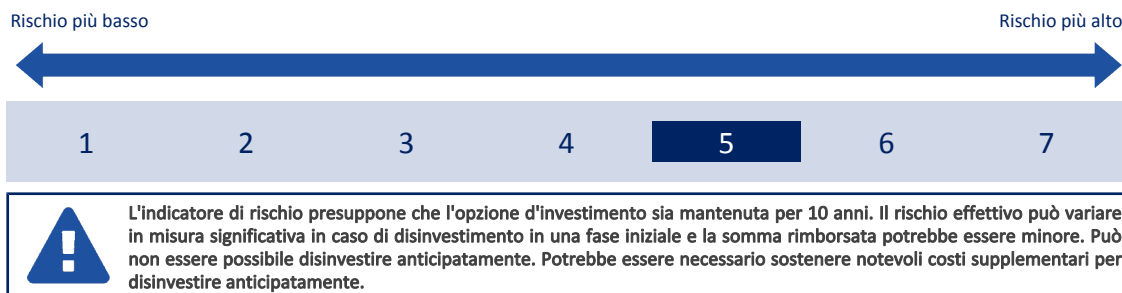 Rischio più basso Rischio più alto
1 2 3 4 5 6 7
L'indicatore di rischio presuppone che l'opzione d'investimento sia mantenuta per 10 anni. Il rischio effettivo può variare
in misura significativa in caso di disinvestimento in una fase iniziale e la somma rimborsata potrebbe essere minore. Può
non essere possibile disinvestire anticipatamente. Potrebbe essere necessario sostenere notevoli costi supplementari per
disinvestire anticipatamente.